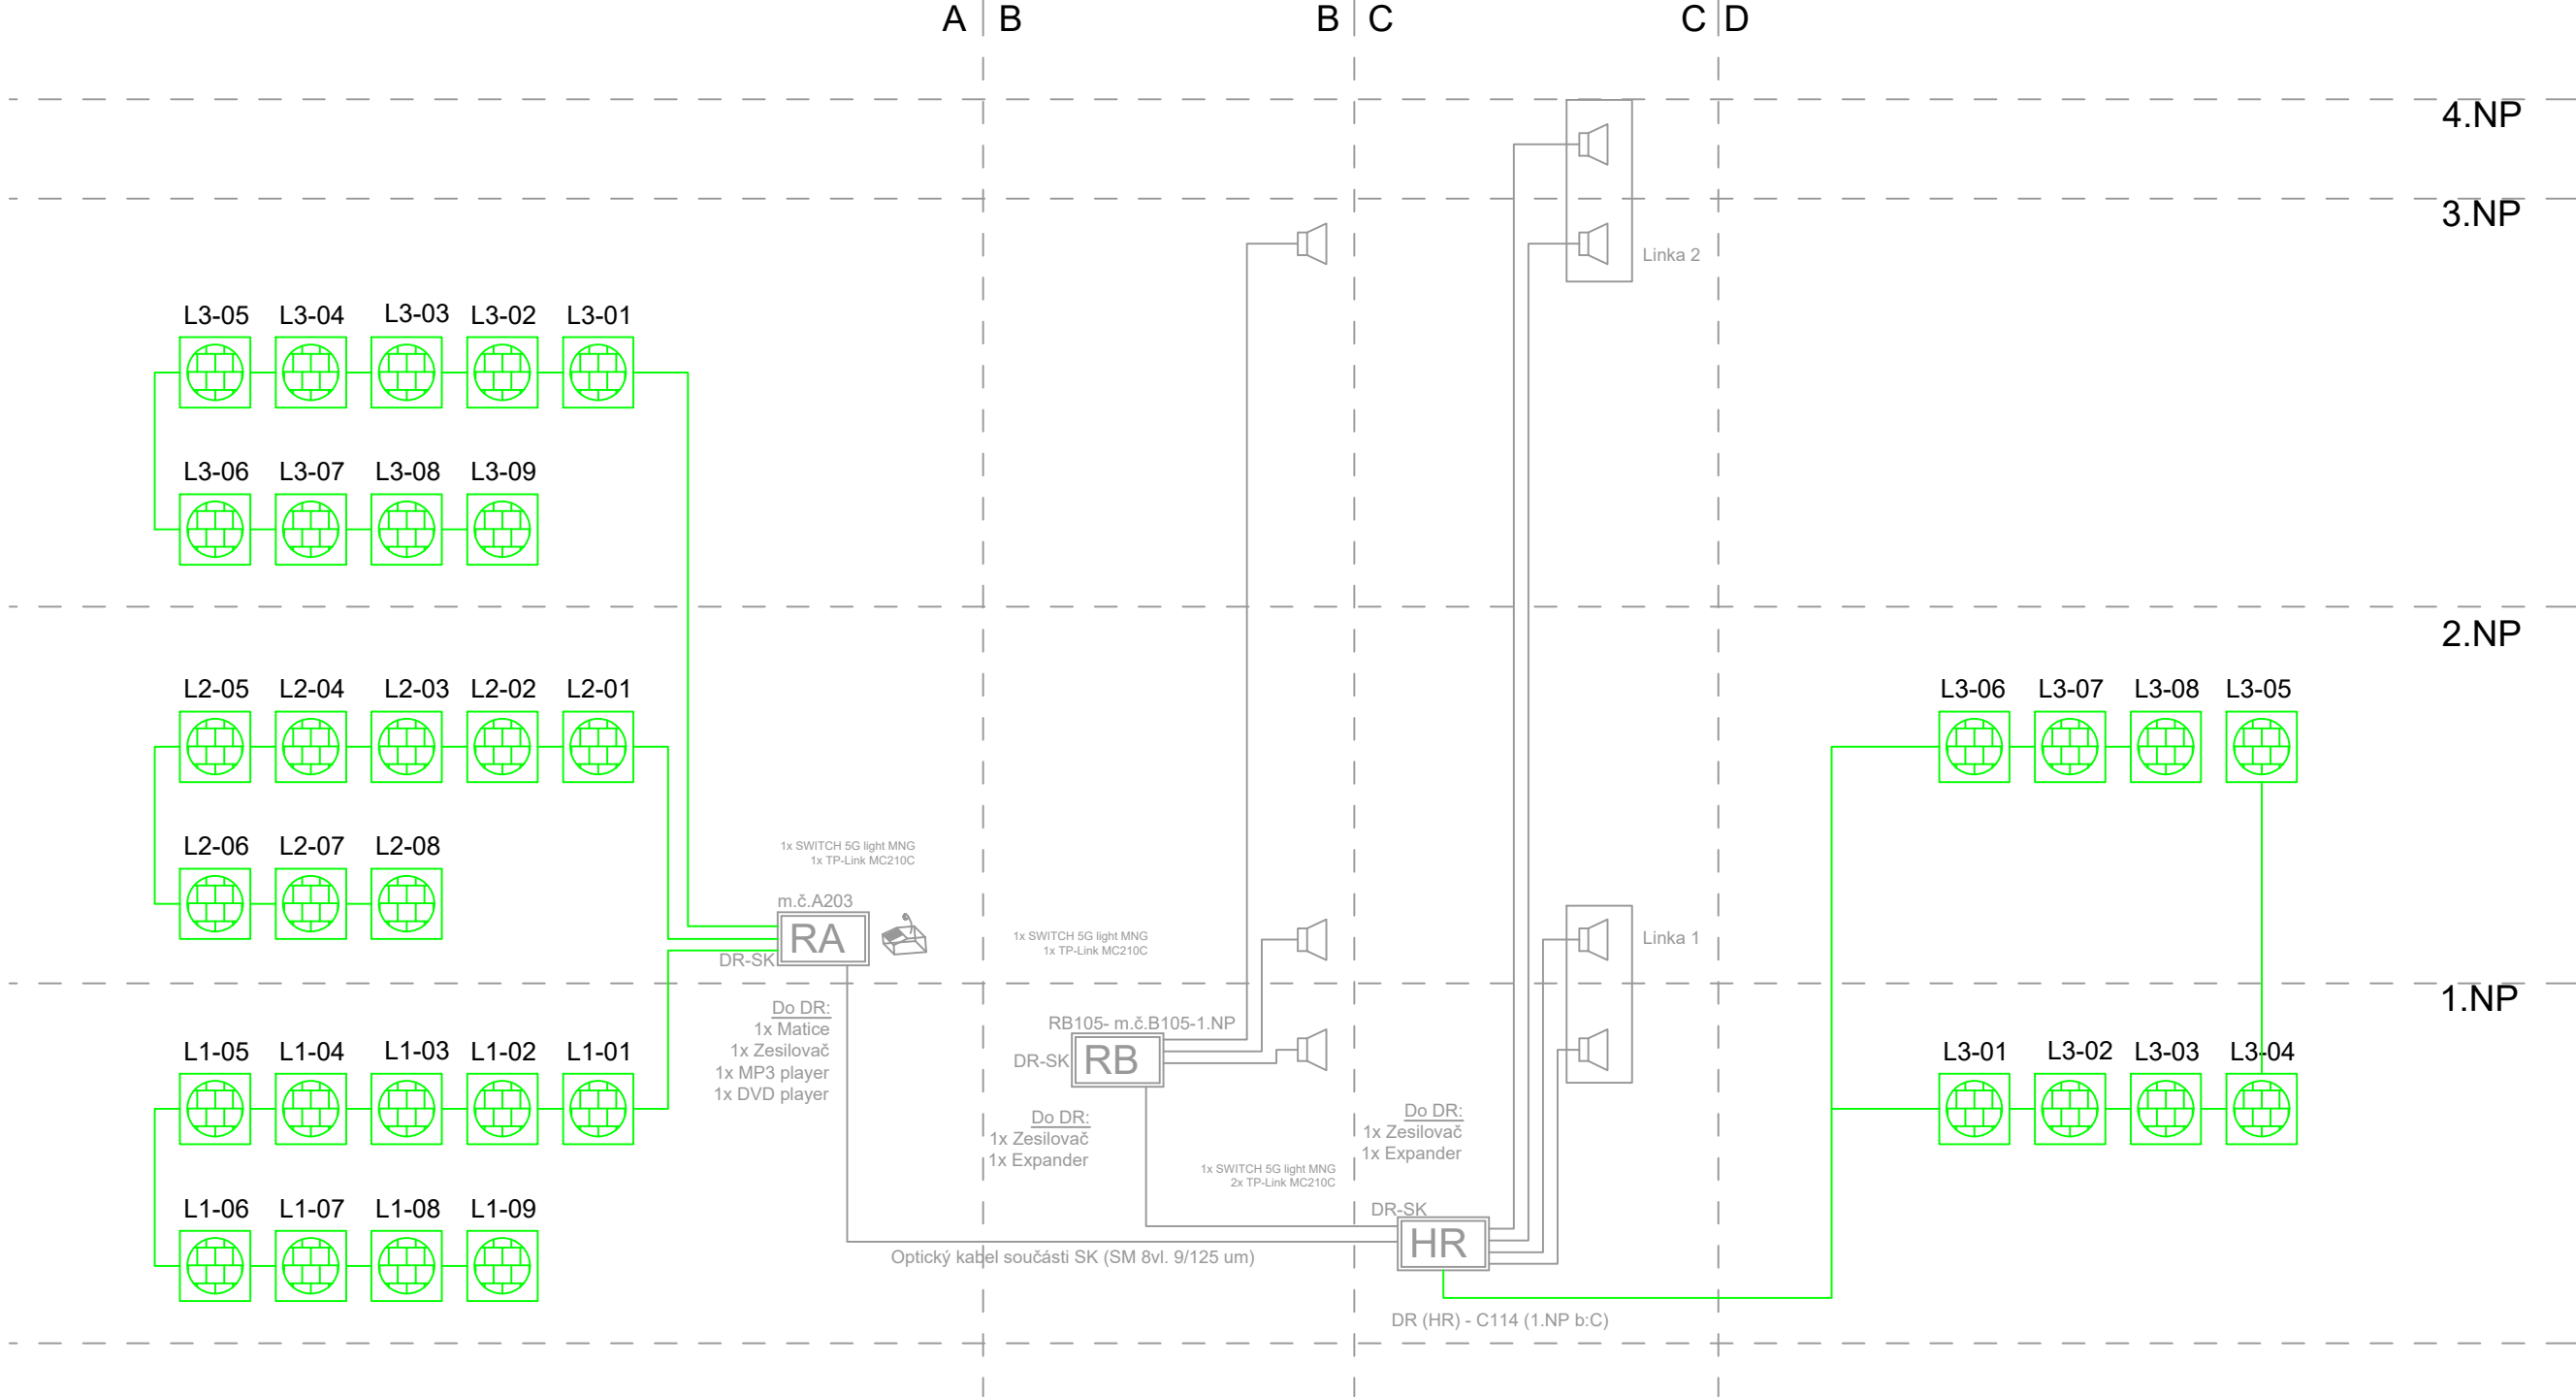 A B B C C D
4.NP
3.NP
Linka 2
L3-05 L3-04 L3-03 L3-02 L3-01
L3-06 L3-07 L3-08 L3-09
2.NP
L2-05 L2-04 L2-03 L2-02 L2-01
L3-06 L3-07 L3-08 L3-05
L2-06 L2-07 L2-08
1x SWITCH 5G light MNG
1x TP-Link MC210C
m.č.A203
RA
DR-SK
1x SWITCH 5G light MNG
1x TP-Link MC210C
Linka 1
1.NP
Do DR:
1x Matice
1x Zesilovač
1x MP3 player
1x DVD player
RB105- m.č.B105-1.NP
DR-SK
RB
L1-05 L1-04 L1-03 L1-02 L1-01
L3-01 L3-02 L3-03 L3-04
Do DR:
1x Zesilovač
1x Expander
Do DR:
1x Zesilovač
1x Expander
1x SWITCH 5G light MNG
2x TP-Link MC210C
L1-06 L1-07 L1-08 L1-09
DR-SK
HR
Optický kabel součásti SK (SM 8vl. 9/125 um)
DR (HR) - C114 (1.NP b:C)